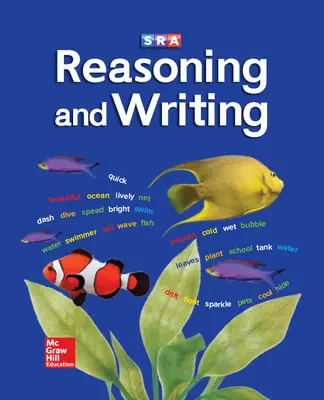 SRA
Reasoning
and Writing
quick
beautiful ocean lively net
dash dive speed bright swim
water swimmer tail wave fish
cold wet bubble
leaves plant school tank water
drift float sparkle pets cool hide
Mc
Graw
Hill
Education